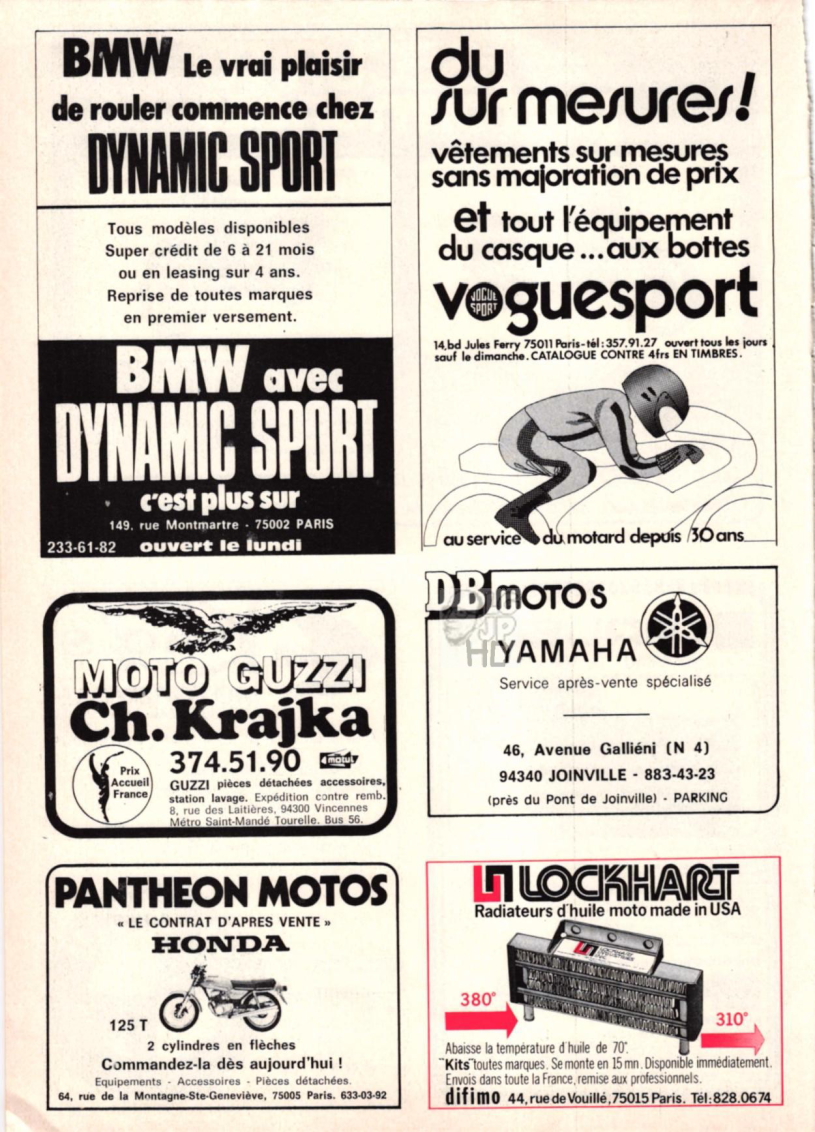 BMW Le vrai plaisir
de rouler commence chez
DYNAMIC SPORT
Tous modèles disponibles
Super crédit de 6 à 21 mois
ou en leasing sur 4 ans.
Reprise de toutes marques
en premier versement.
BMW avec
DYNAMIC SPORT
c'est plus sur
149, rue Montmartre - 75002 PARIS
233-61-82 ouvert le lundi
du
sur mesures!
vêtements sur mesures
sans majoration de prix
et tout l'équipement
du casque ...aux bottes
voguesport
VOGUE
SPORT
14,bd Jules Ferry 75011 Paris-tél:357.91.27 ouvert tous les jours
sauf le dimanche. CATALOGUE CONTRE 4frs EN TIMBRES.
au service du motard depuis 30 ans
MOTO GUZZI
Ch. Krajka
374.51.90 motul
Prix
Accueil
France
GUZZI pièces détachées accessoires,
station lavage. Expédition contre remb.
8, rue des Laitières, 94300 Vincennes
Métro Saint-Mandé Tourelle. Bus 56.
DB MOTOS
JP
HD
YAMAHA
Service après-vente spécialisé
46, Avenue Galliéni (N 4)
94340 JOINVILLE - 883-43-23
(près du Pont de Joinville) - PARKING
PANTHEON MOTOS
« LE CONTRAT D'APRES VENTE »
HONDA
125 T
2 cylindres en flèches
Commandez-la dès aujourd'hui !
Equipements - Accessoires - Pièces détachées.
64, rue de la Montagne-Ste-Geneviève, 75005 Paris. 633-03-92
LOCKHART
Radiateurs d'huile moto made in USA
380°
310°
Abaisse la température d'huile de 70°.
"Kits" toutes marques. Se monte en 15 mn. Disponible immédiatement.
Envois dans toute la France, remise aux professionnels.
difimo 44, rue de Vouillé, 75015 Paris. Tél: 828.0674